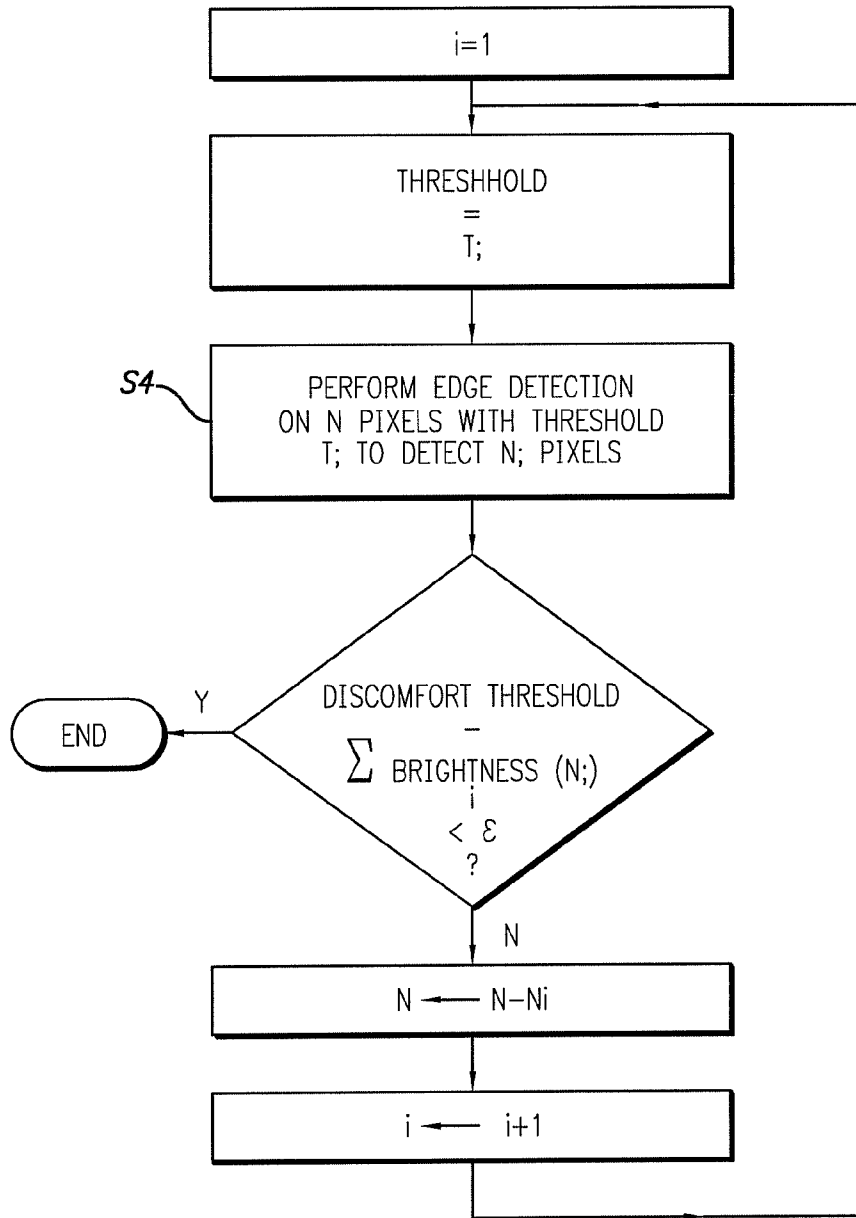 i=1
THRESHHOLD
=
T;
S4
PERFORM EDGE DETECTION
ON N PIXELS WITH THRESHOLD
T; TO DETECT N; PIXELS
DISCOMFORT THRESHOLD
–
∑ BRIGHTNESS (N;)
i
< ε
?
Y
END
N
N ← N–Ni
i ← i+1